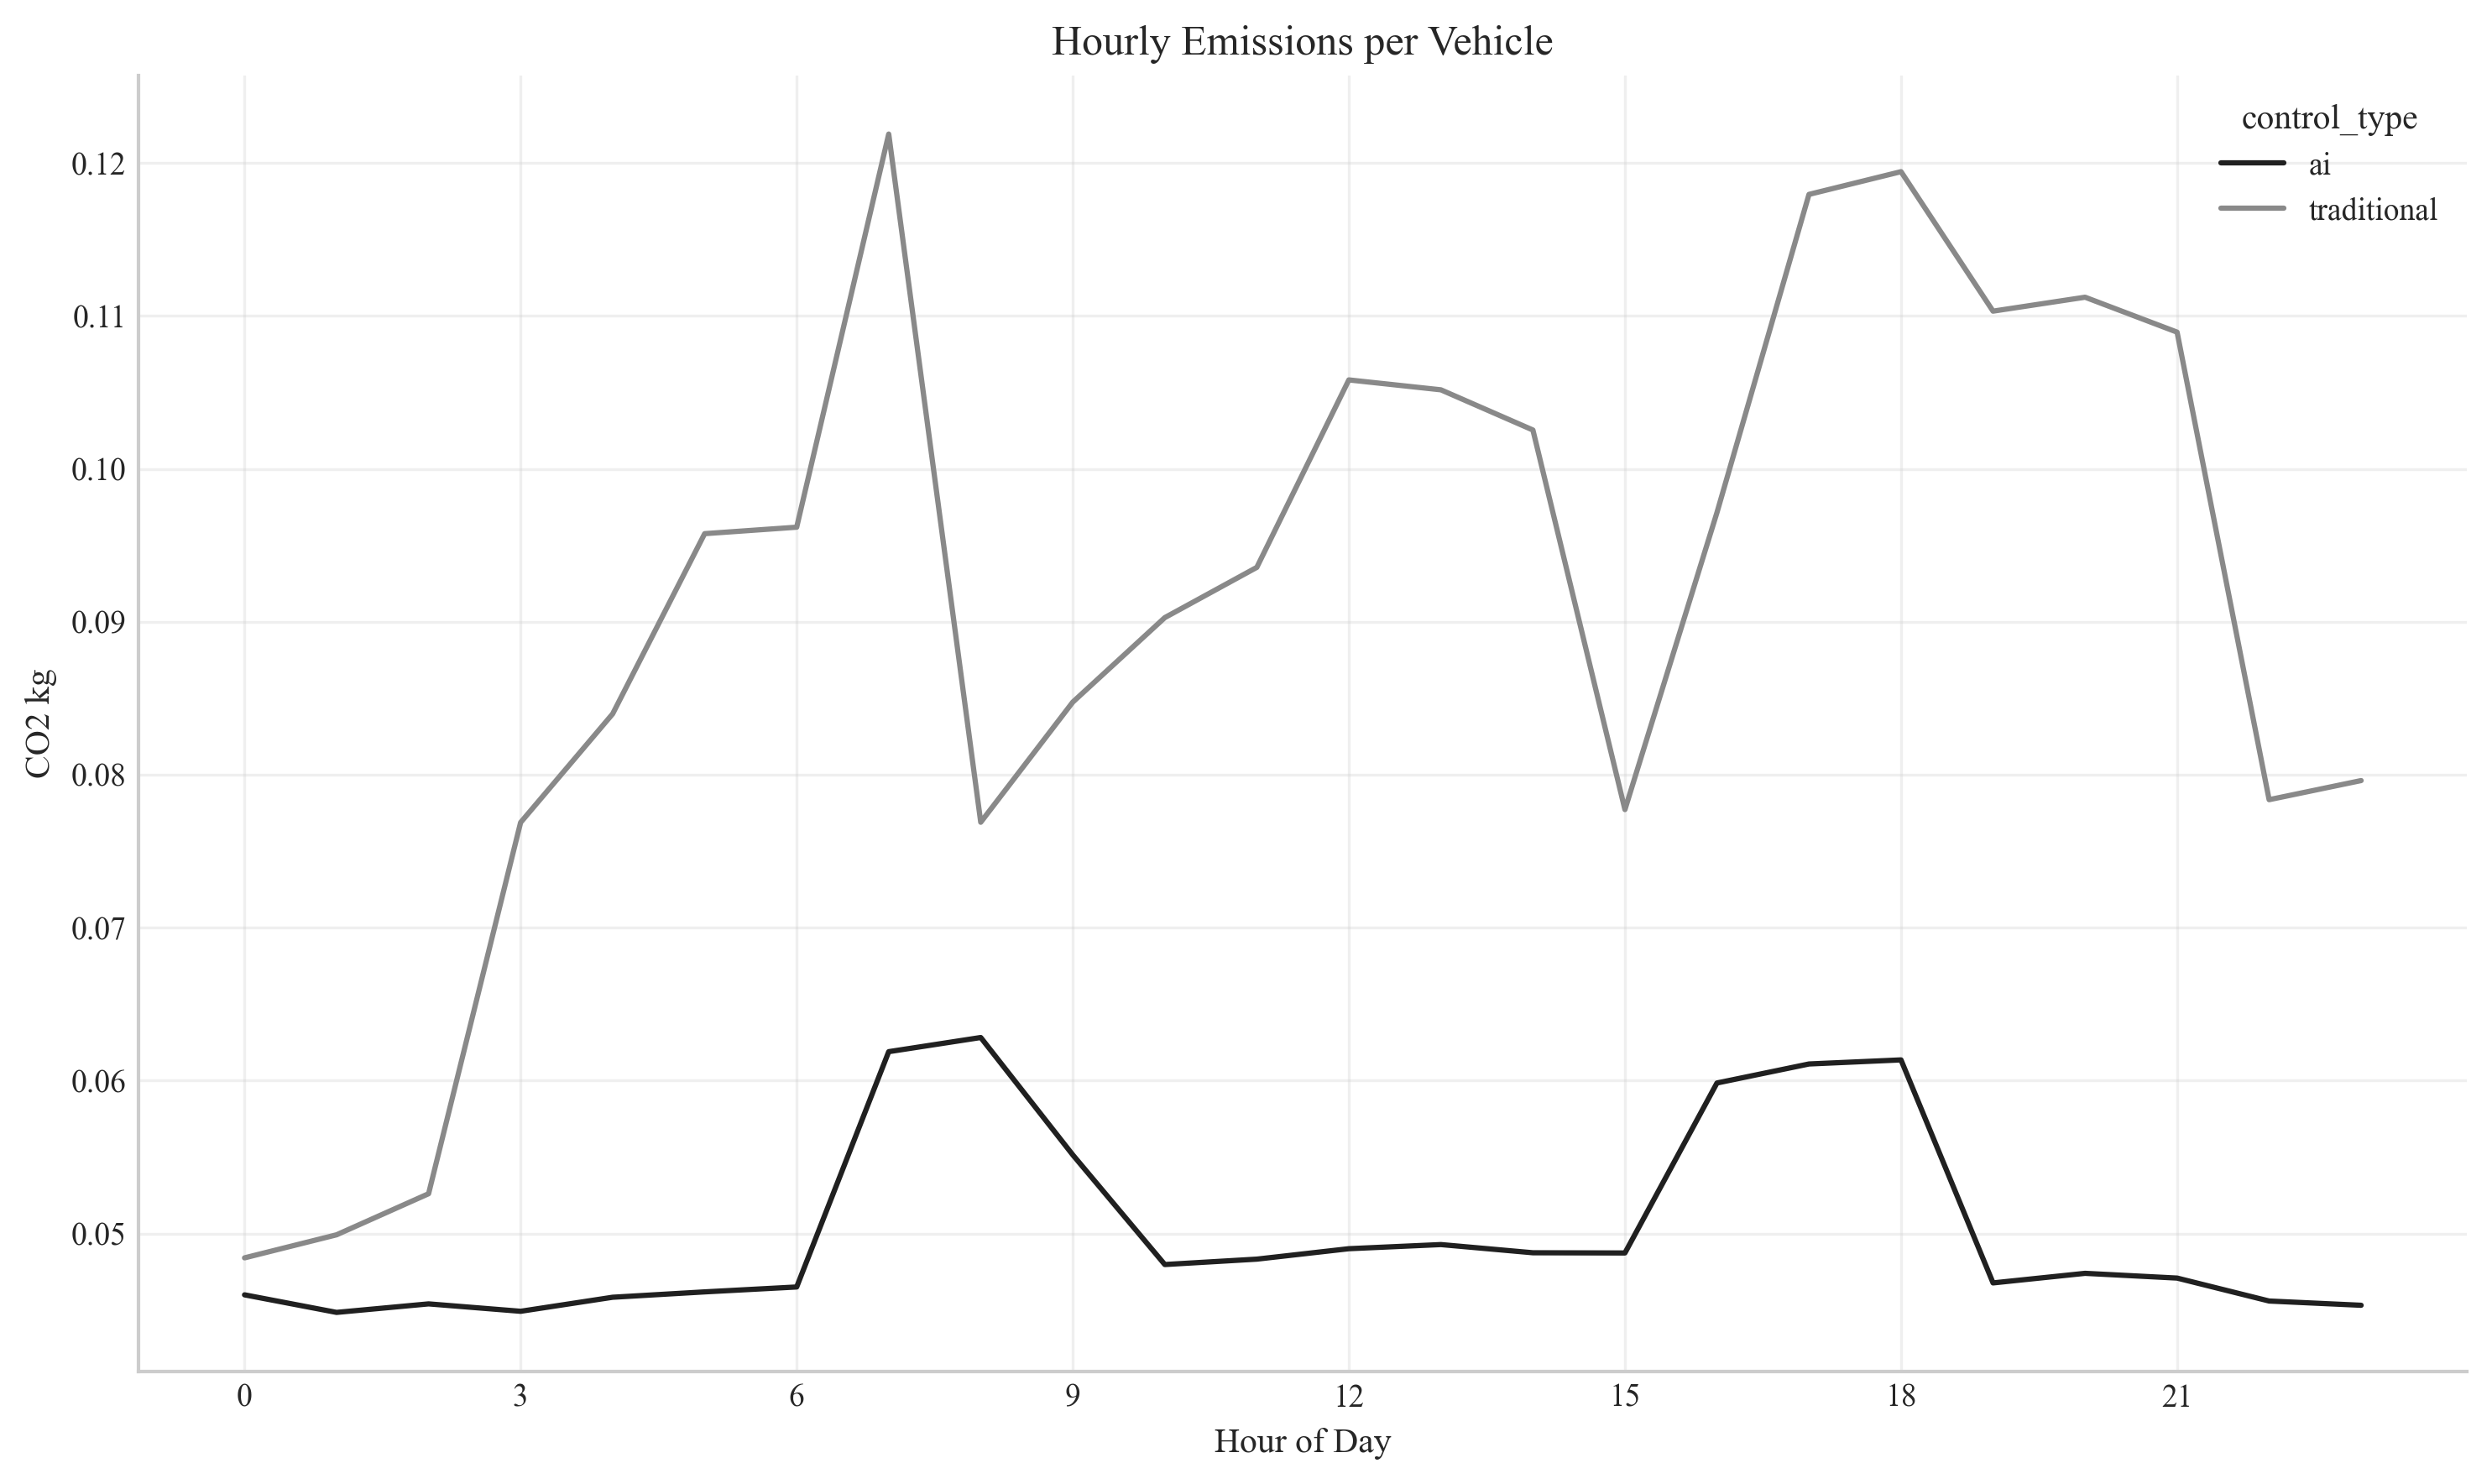 Hourly Emissions per Vehicle
control_type
ai
traditional
0.12
0.11
0.10
0.09
0.08
0.07
0.06
0.05
CO2 kg
0 3 6 9 12 15 18 21
Hour of Day